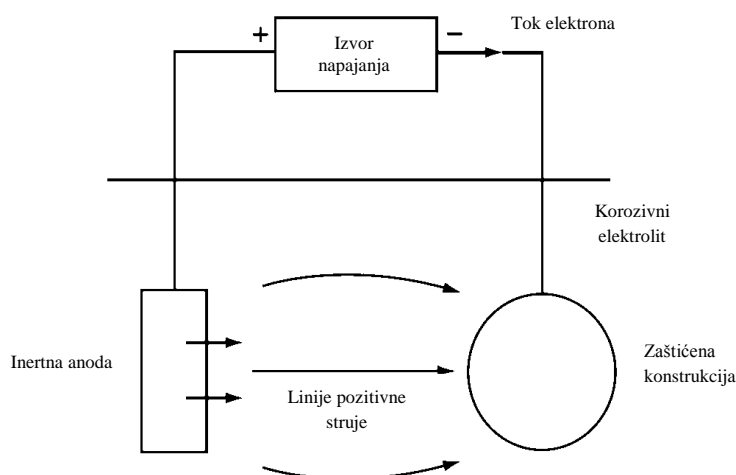 Tok elektrona
+
Izvor
napajanja
−
Korozivni
elektrolit
Inertna anoda
Linije pozitivne
struje
Zaštićena
konstrukcija